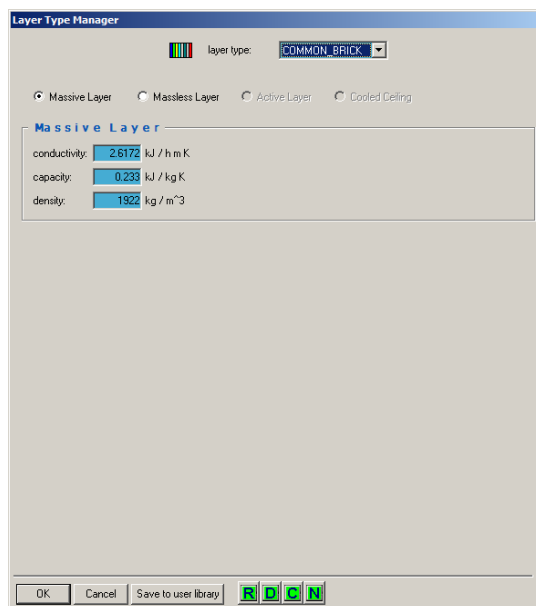 Layer Type Manager
layer type: COMMON_BRICK
Massive Layer Massless Layer Active Layer Cooled Ceiling
Massive Layer
conductivity: 2.6172 kJ / h m K
capacity: 0.233 kJ / kg K
density: 1922 kg / m^3
OK Cancel Save to user library R D C N